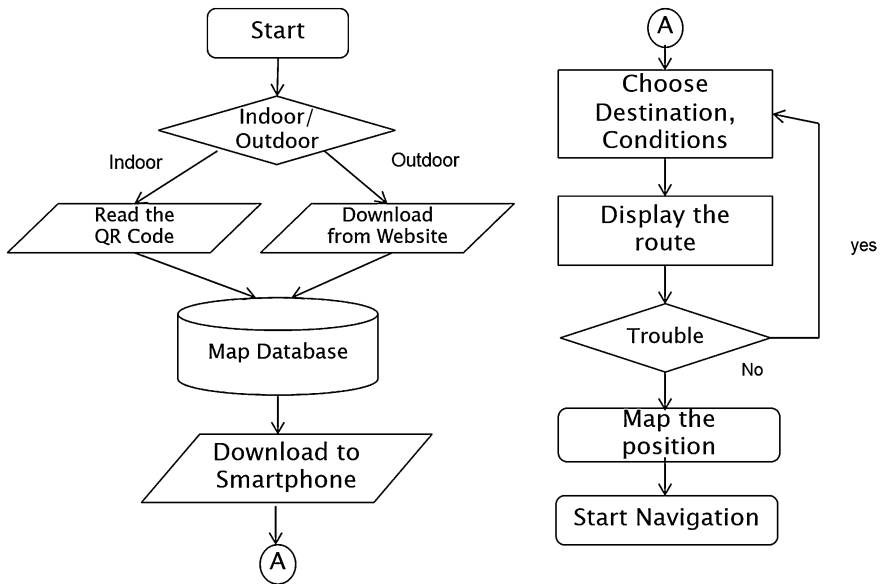 Start
Indoor/
Outdoor
Indoor
Outdoor
Read the
QR Code
Download
from Website
Map Database
Download to
Smartphone
A
A
Choose
Destination,
Conditions
Display the
route
yes
Trouble
No
Map the
position
Start Navigation